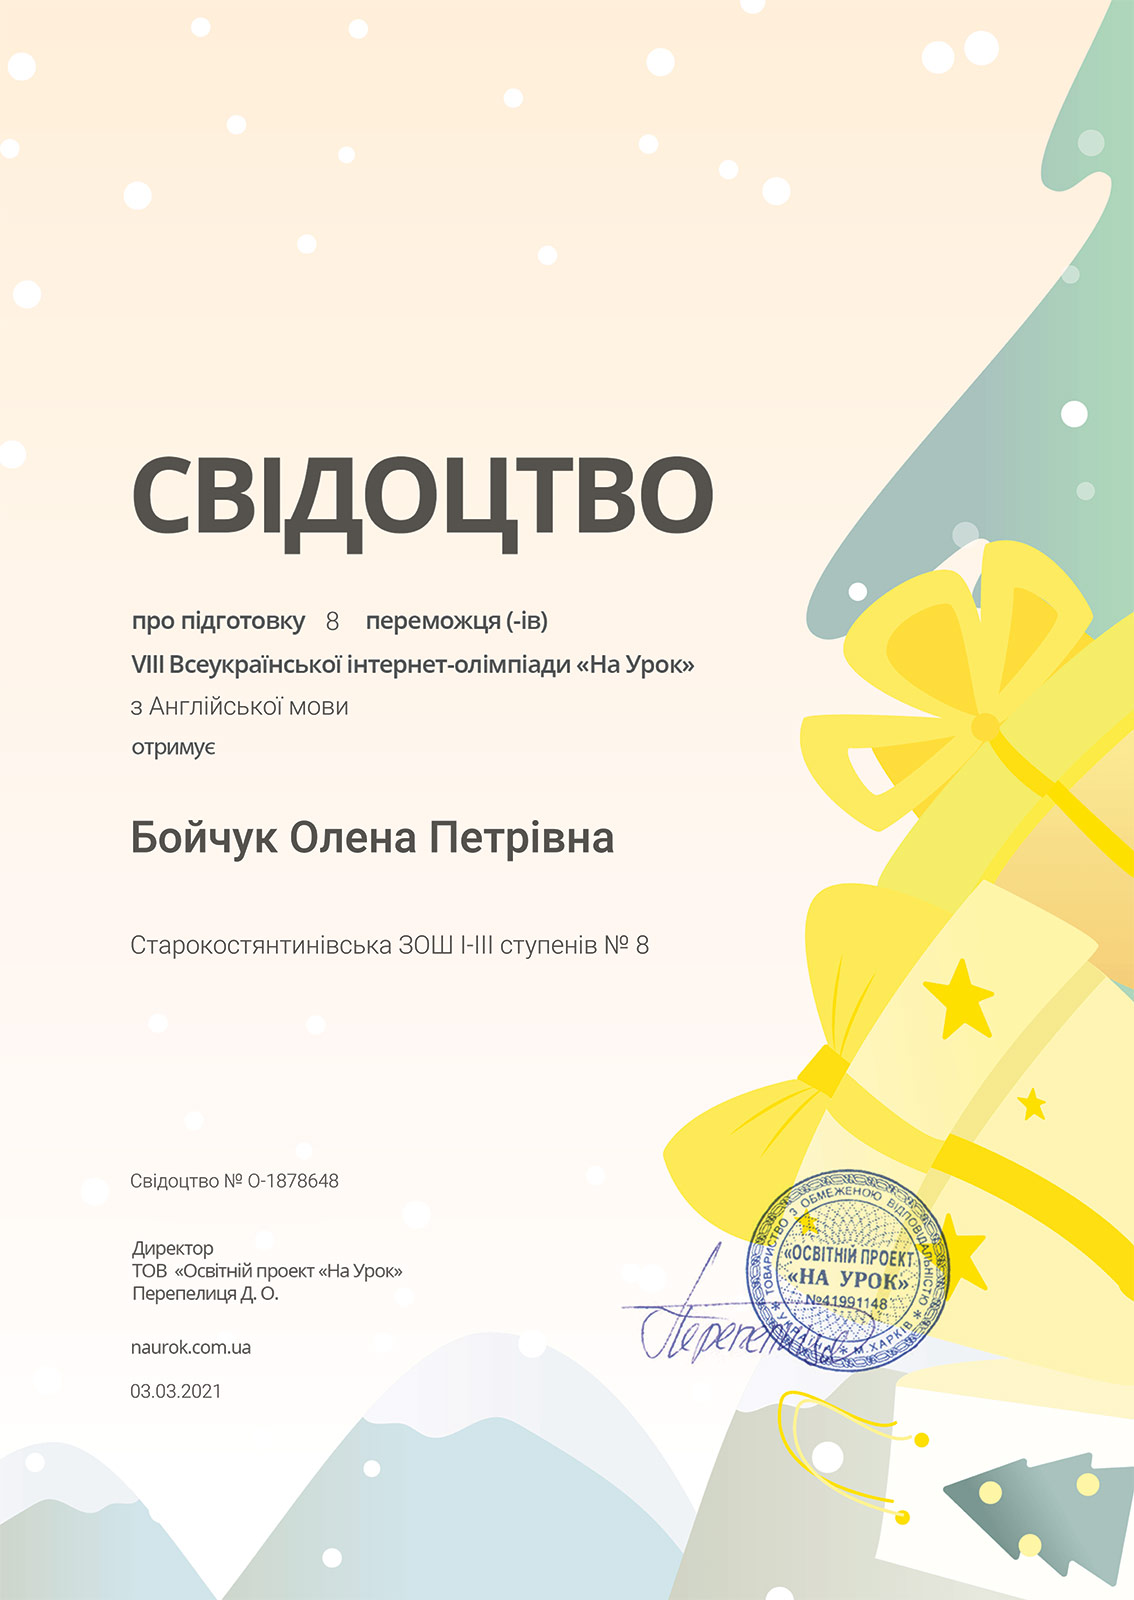 СВІДОЦТВО
про підготовку 8 переможця (-ів)
VIII Всеукраїнської інтернет-олімпіади «На Урок»
з Англійської мови
отримує
Бойчук Олена Петрівна
Старокостянтинівська ЗОШ І-ІІІ ступенів № 8
Свідоцтво № О-1878648
Директор
ТОВ «Освітній проект «На Урок»
Перепелиця Д. О.
naurok.com.ua
03.03.2021
ТОВАРИСТВО З ОБМЕЖЕНОЮ ВІДПОВІДАЛЬНІСТЮ
«ОСВІТНІЙ ПРОЕКТ
«НА УРОК»
№41991148
* УКРАЇНА * М.ХАРКІВ *